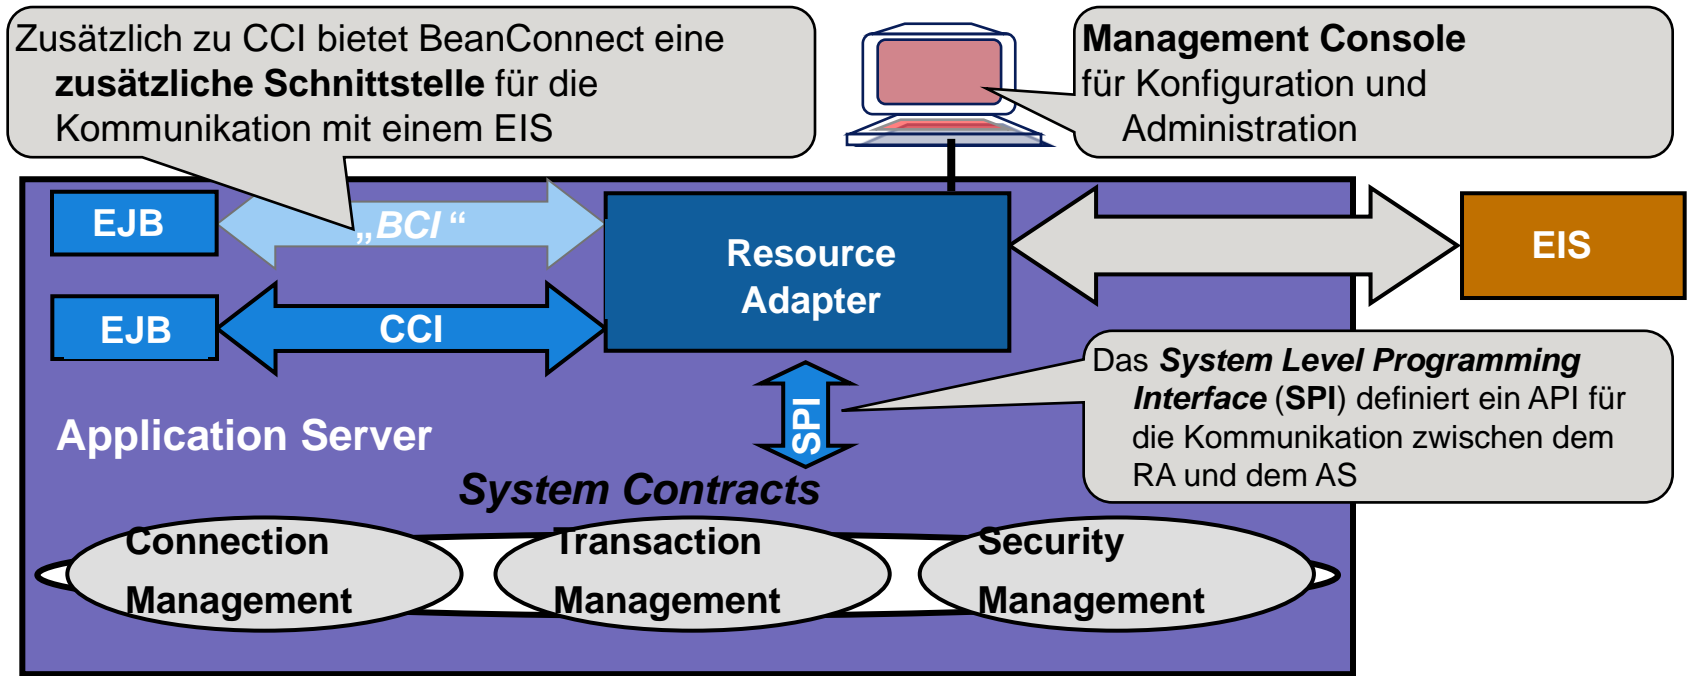 Zusätzlich zu CCI bietet BeanConnect eine
zusätzliche Schnittstelle für die
Kommunikation mit einem EIS
Management Console
für Konfiguration und
Administration
EJB
„BCI “
Resource
Adapter
EIS
EJB
CCI
SPI
Das System Level Programming
Interface (SPI) definiert ein API für
die Kommunikation zwischen dem
RA und dem AS
Application Server
System Contracts
Connection
Management
Transaction
Management
Security
Management